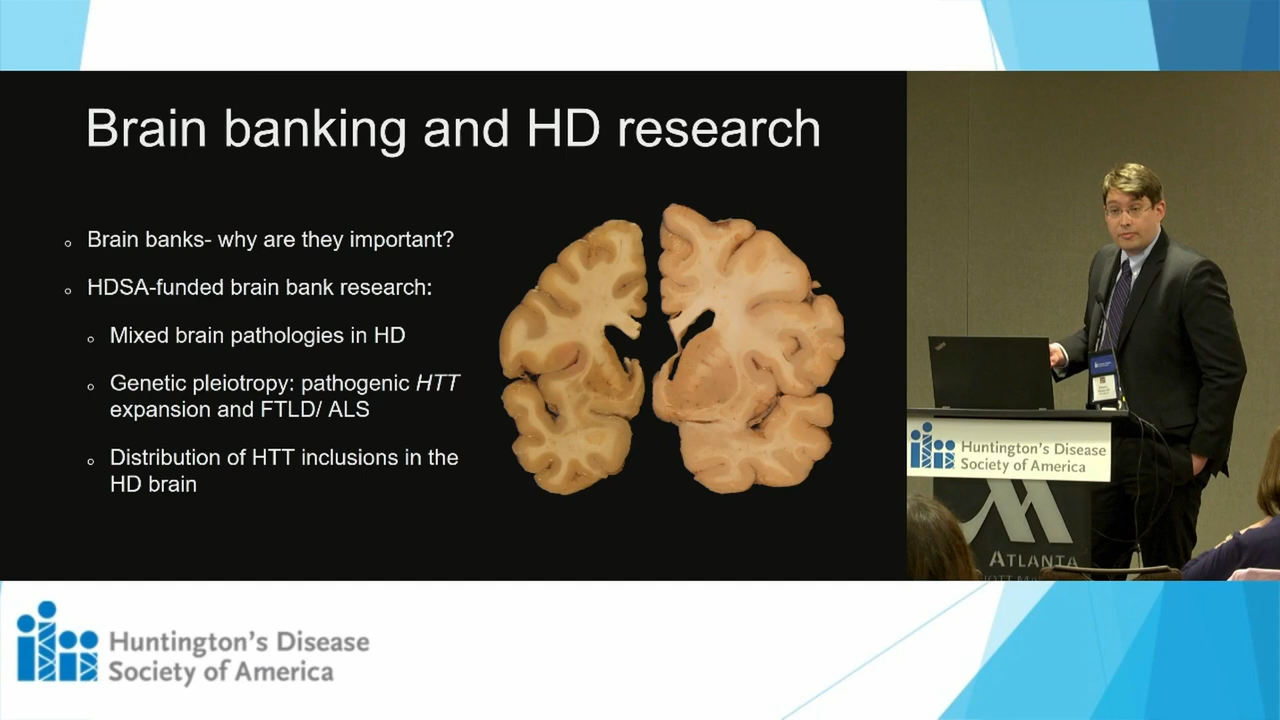 Brain banking and HD research
Brain banks- why are they important?
HDSA-funded brain bank research:
Mixed brain pathologies in HD
Genetic pleiotropy: pathogenic HTT
expansion and FTLD/ ALS
Distribution of HTT inclusions in the
HD brain
Huntington's Disease
Society of America
ATLANTA
Huntington's Disease
Society of America